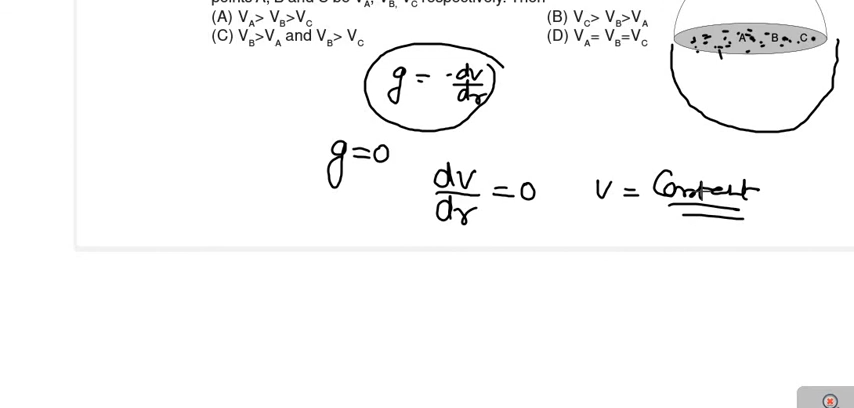 points A, B and C be V_A, V_B, V_C respectively. Then
(A) V_A> V_B>V_C (B) V_C> V_B>V_A
(C) V_B>V_A and V_B> V_C (D) V_A= V_B=V_C
A B C
g = -dv/dr
g=0
dv/dr = 0 V = Constant